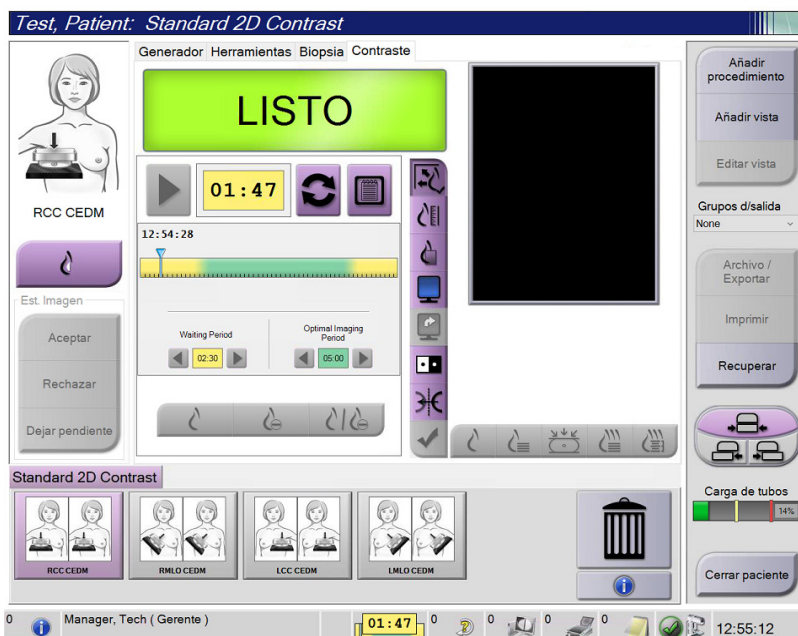 Test, Patient: Standard 2D Contrast
Generador Herramientas Biopsia Contraste
LISTO
01:47
RCC CEDM
12:54:28
Waiting Period
Optimal Imaging
Period
02:30
05:00
Est. Imagen
Aceptar
Rechazar
Dejar pendiente
Añadir
procedimiento
Añadir vista
Editar vista
Grupos d/salida
None
Archivo /
Exportar
Imprimir
Recuperar
Carga de tubos
14%
Cerrar paciente
Standard 2D Contrast
RCC CEDM
RMLO CEDM
LCC CEDM
LMLO CEDM
0
Manager, Tech ( Gerente )
01:47
0
0
0
12:55:12